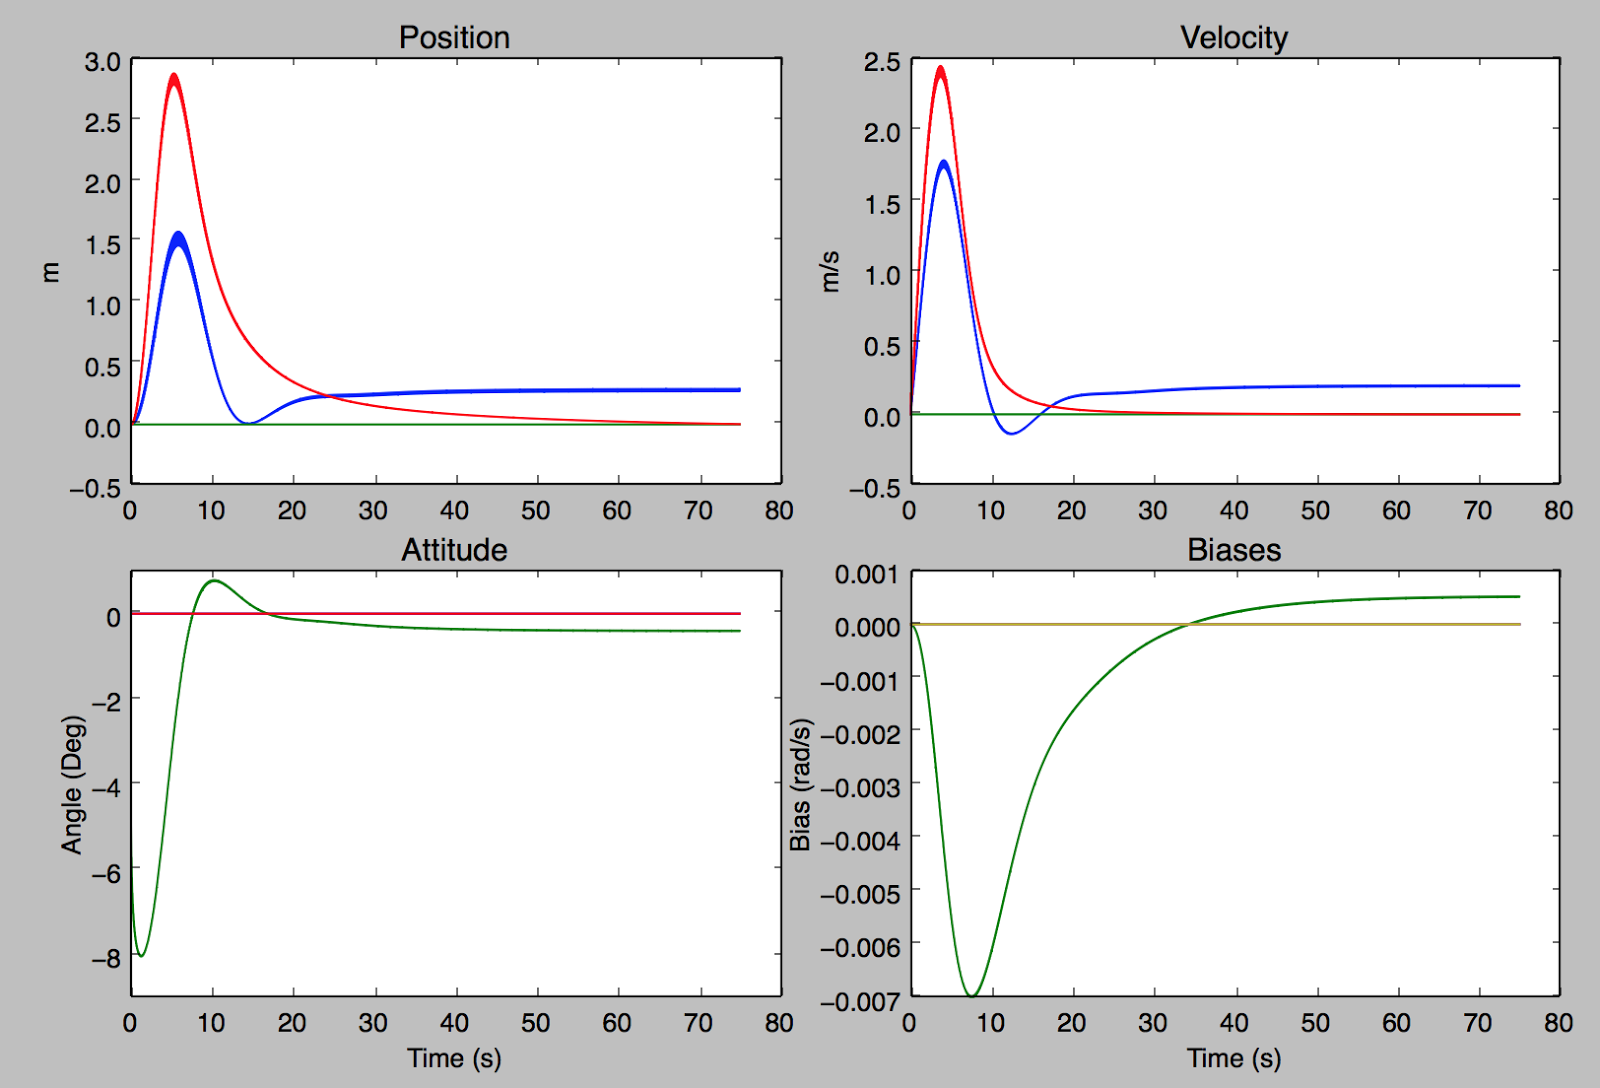 Position
3.0
2.5
2.0
1.5
1.0
0.5
0.0
−0.5
m
0 10 20 30 40 50 60 70 80
Velocity
2.5
2.0
1.5
1.0
0.5
0.0
−0.5
m/s
0 10 20 30 40 50 60 70 80
Attitude
0
−2
−4
−6
−8
Angle (Deg)
0 10 20 30 40 50 60 70 80
Time (s)
Biases
0.001
0.000
−0.001
−0.002
−0.003
−0.004
−0.005
−0.006
−0.007
Bias (rad/s)
0 10 20 30 40 50 60 70 80
Time (s)